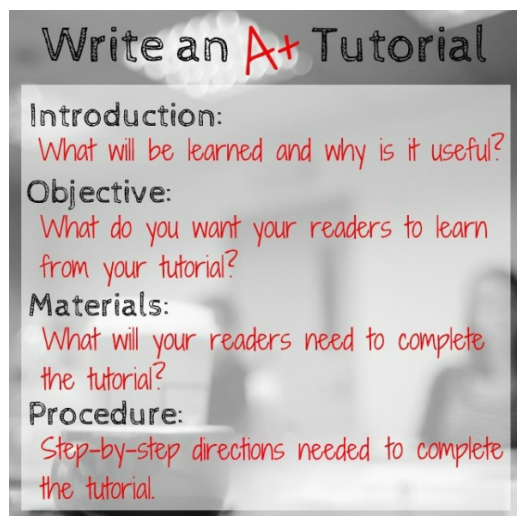 Write an A+ Tutorial
Introduction:
What will be learned and why is it useful?
Objective:
What do you want your readers to learn
from your tutorial?
Materials:
What will your readers need to complete
the tutorial?
Procedure:
Step-by-step directions needed to complete
the tutorial.